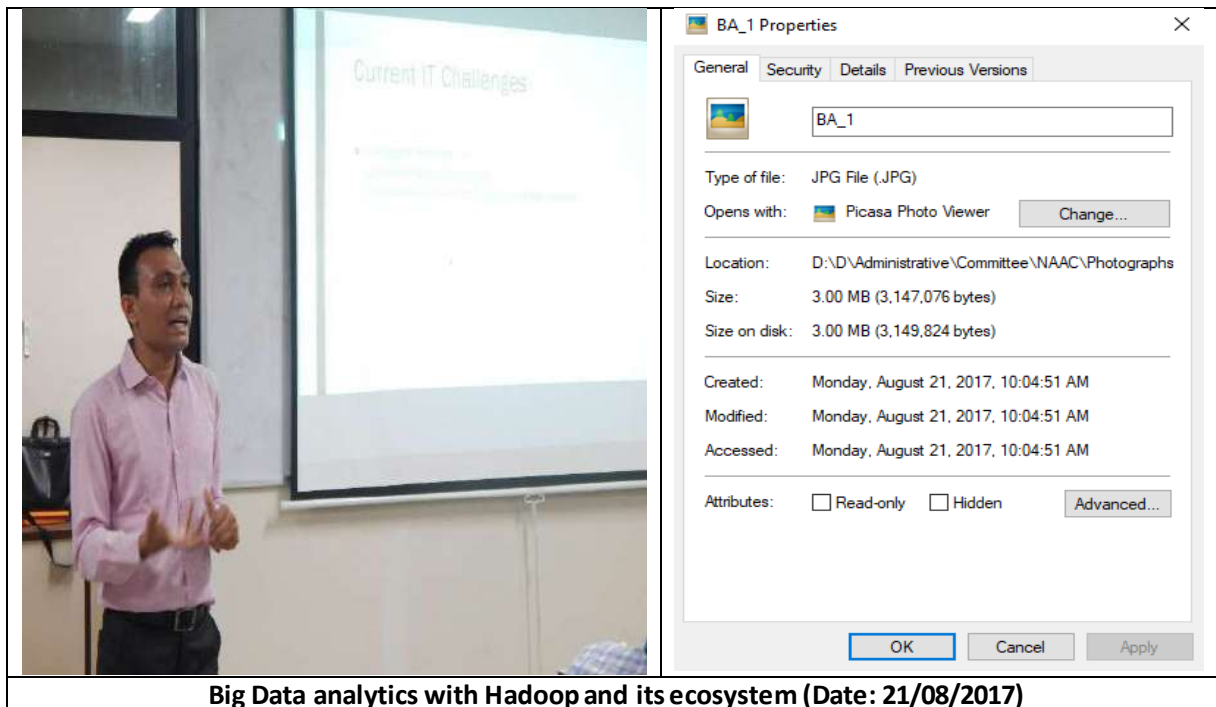 Current IT Challenges
BA_1 Properties
General Security Details Previous Versions
BA_1
Type of file: JPG File (.JPG)
Opens with: Picasa Photo Viewer Change...
Location: D:\D\Administrative\Committee\NAAC\Photographs
Size: 3.00 MB (3,147,076 bytes)
Size on disk: 3.00 MB (3,149,824 bytes)
Created: Monday, August 21, 2017, 10:04:51 AM
Modified: Monday, August 21, 2017, 10:04:51 AM
Accessed: Monday, August 21, 2017, 10:04:51 AM
Attributes: Read-only Hidden Advanced...
OK Cancel Apply
Big Data analytics with Hadoop and its ecosystem (Date: 21/08/2017)